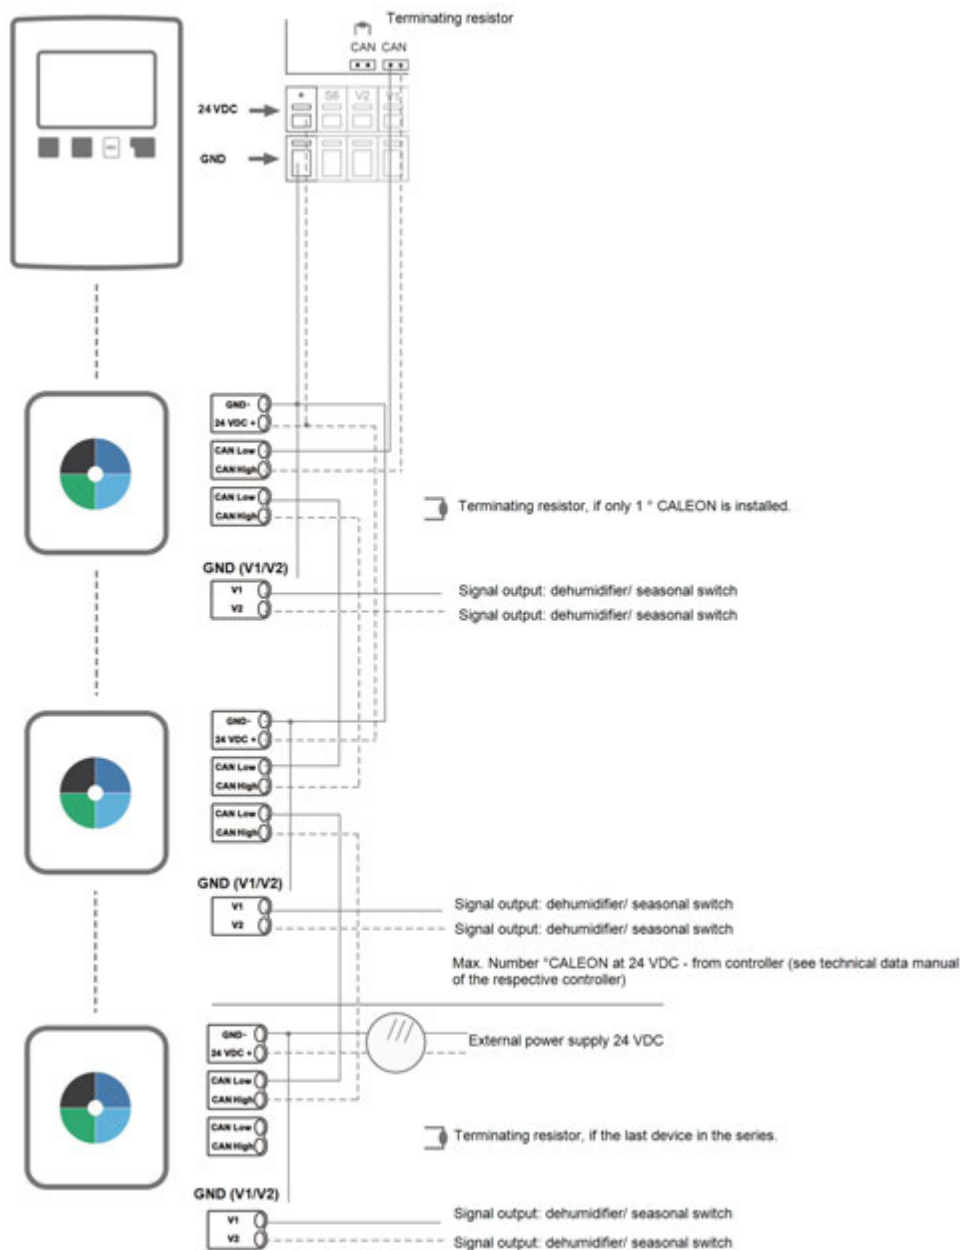 Terminating resistor
CAN CAN
24 VDC
+ S6 V2 V1
GND
GND-
24 VDC +
CAN Low
CAN High
CAN Low
CAN High
Terminating resistor, if only 1 ° CALEON is installed.
GND (V1/V2)
V1
Signal output: dehumidifier/ seasonal switch
V2
Signal output: dehumidifier/ seasonal switch
GND-
24 VDC +
CAN Low
CAN High
CAN Low
CAN High
GND (V1/V2)
V1
Signal output: dehumidifier/ seasonal switch
V2
Signal output: dehumidifier/ seasonal switch
Max. Number °CALEON at 24 VDC - from controller (see technical data manual
of the respective controller)
GND-
24 VDC +
External power supply 24 VDC
CAN Low
CAN High
CAN Low
CAN High
Terminating resistor, if the last device in the series.
GND (V1/V2)
V1
Signal output: dehumidifier/ seasonal switch
V2
Signal output: dehumidifier/ seasonal switch